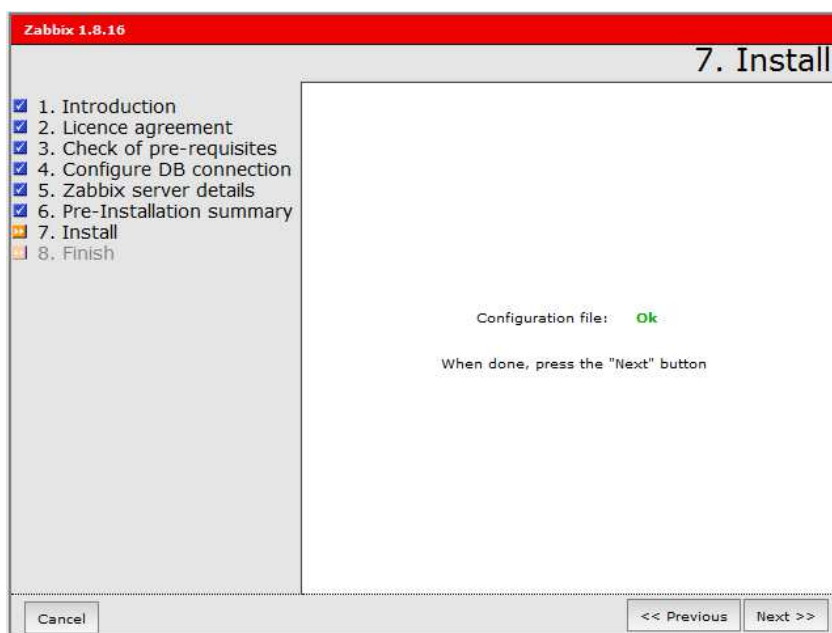 Zabbix 1.8.16
7. Install
1. Introduction
2. Licence agreement
3. Check of pre-requisites
4. Configure DB connection
5. Zabbix server details
6. Pre-Installation summary
7. Install
8. Finish
Configuration file: Ok
When done, press the "Next" button
Cancel << Previous Next >>